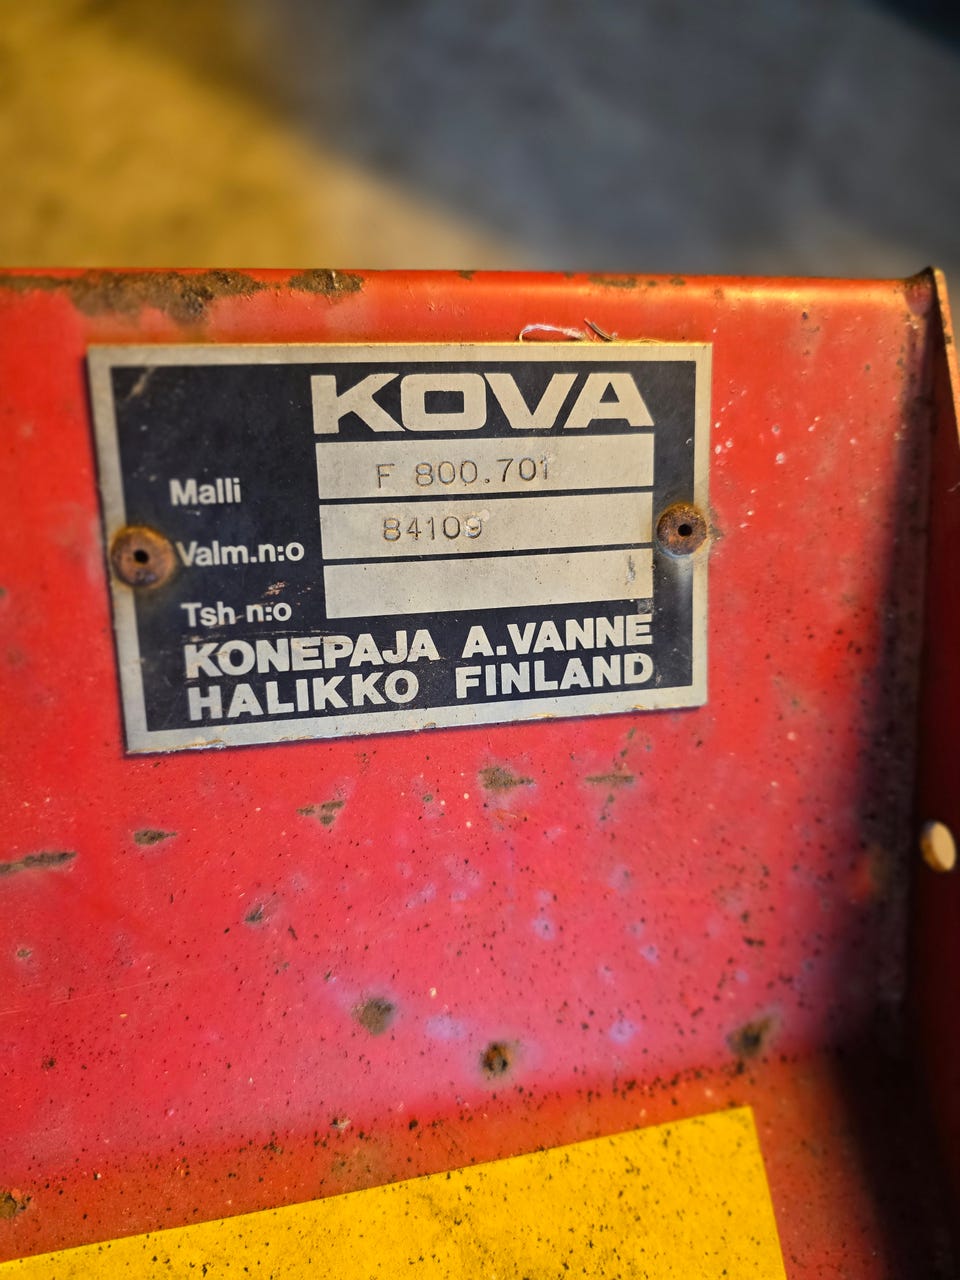 KOVA
Malli F 800.701
Valm.n:o 84109
Tsh n:o
KONEPAJA A.VANNE
HALIKKO FINLAND